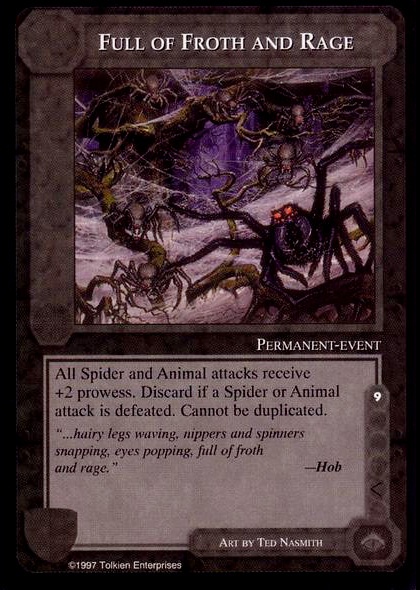 Full of Froth and Rage
Permanent-event
All Spider and Animal attacks receive
+2 prowess. Discard if a Spider or Animal
attack is defeated. Cannot be duplicated.
9
"...hairy legs waving, nippers and spinners
snapping, eyes popping, full of froth
and rage." —Hob
Art by Ted Nasmith
©1997 Tolkien Enterprises